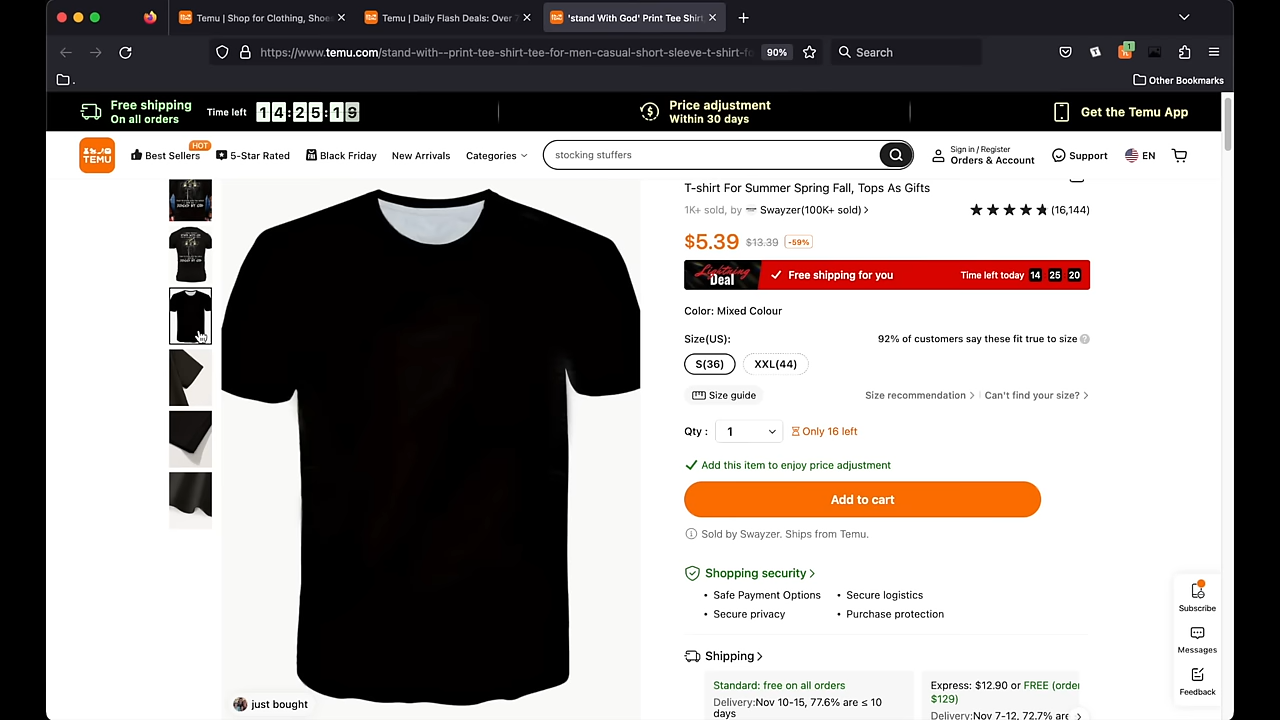 Temu | Shop for Clothing, Shoe
Temu | Daily Flash Deals: Over 7
'stand With God' Print Tee Shirt
https://www.temu.com/stand-with--print-tee-shirt-tee-for-men-casual-short-sleeve-t-shirt-f
90%
Search
1
.
Other Bookmarks
Free shipping
On all orders
Time left
14:25:19
Price adjustment
Within 30 days
Get the Temu App
TEMU
Best Sellers
HOT
5-Star Rated
Black Friday
New Arrivals
Categories
stocking stuffers
Sign in / Register
Orders & Account
Support
EN
T-shirt For Summer Spring Fall, Tops As Gifts
1K+ sold, by Swayzer(100K+ sold) >
(16,144)
$5.39 $13.39 -59%
Lightning
Deal
Free shipping for you
Time left today 14 25 20
Color: Mixed Colour
Size(US):
92% of customers say these fit true to size ?
S(36)
XXL(44)
Size guide
Size recommendation > | Can't find your size? >
Qty : 1
Only 16 left
Add this item to enjoy price adjustment
Add to cart
Sold by Swayzer. Ships from Temu.
Shopping security >
• Safe Payment Options
• Secure logistics
• Secure privacy
• Purchase protection
Shipping >
Standard: free on all orders
Delivery:Nov 10-15, 77.6% are ≤ 10
days
Express: $12.90 or FREE (order
$129)
Delivery:Nov 7-12, 72.7% are
just bought
Subscribe
Messages
Feedback